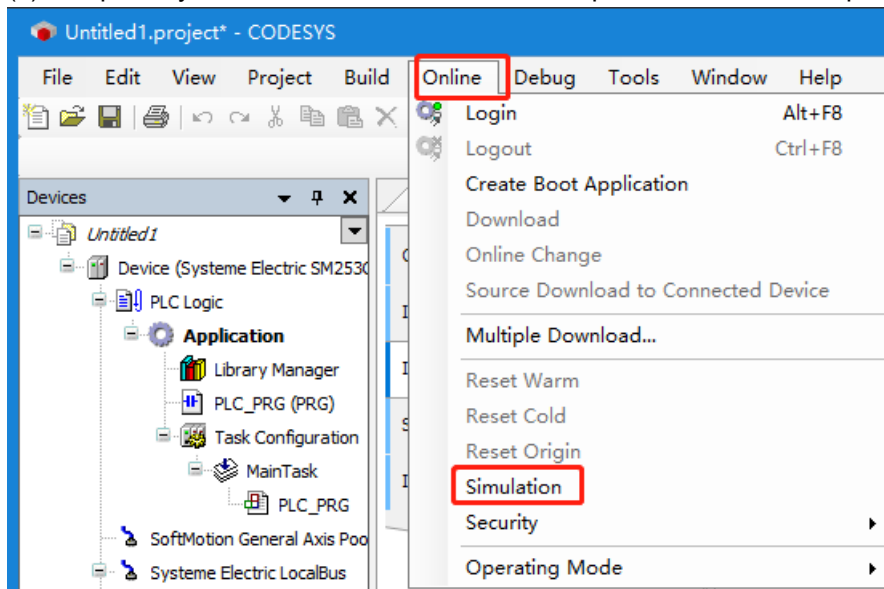 Untitled1.project* - CODESYS
File Edit View Project Build Online Debug Tools Window Help
Login Alt+F8
Logout Ctrl+F8
Create Boot Application
Download
Online Change
Source Download to Connected Device
Multiple Download...
Reset Warm
Reset Cold
Reset Origin
Simulation
Security
Operating Mode
Devices
Untitled1
Device (Systeme Electric SM253
PLC Logic
Application
Library Manager
PLC_PRG (PRG)
Task Configuration
MainTask
PLC_PRG
SoftMotion General Axis Poo
Systeme Electric LocalBus